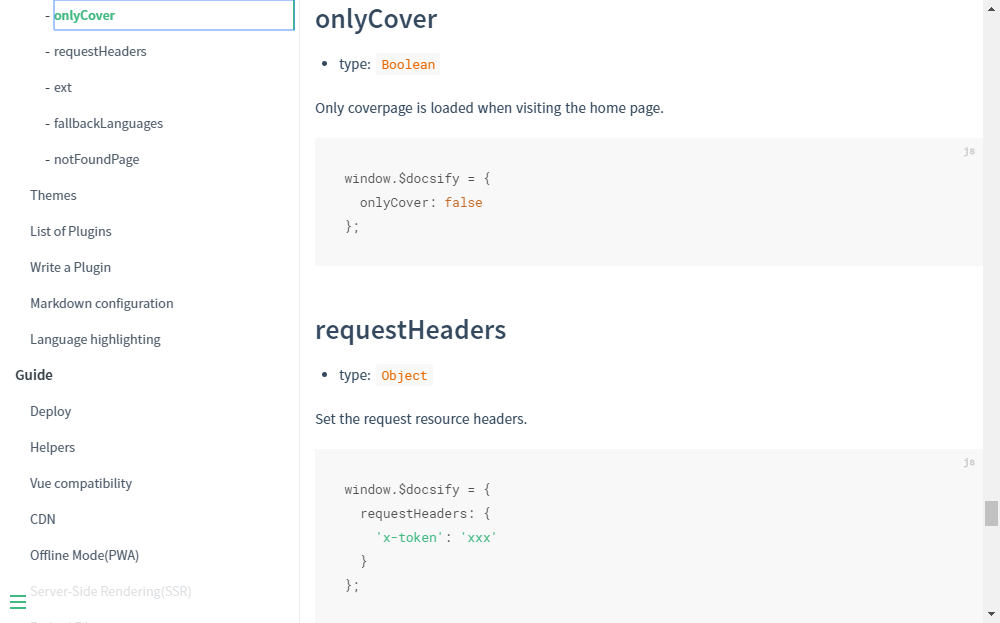 - onlyCover
- requestHeaders
- ext
- fallbackLanguages
- notFoundPage
Themes
List of Plugins
Write a Plugin
Markdown configuration
Language highlighting
Guide
Deploy
Helpers
Vue compatibility
CDN
Offline Mode(PWA)
Server-Side Rendering(SSR)
onlyCover
• type: Boolean
Only coverpage is loaded when visiting the home page.
js
window.$docsify = {
onlyCover: false
};
requestHeaders
• type: Object
Set the request resource headers.
js
window.$docsify = {
requestHeaders: {
'x-token': 'xxx'
}
};